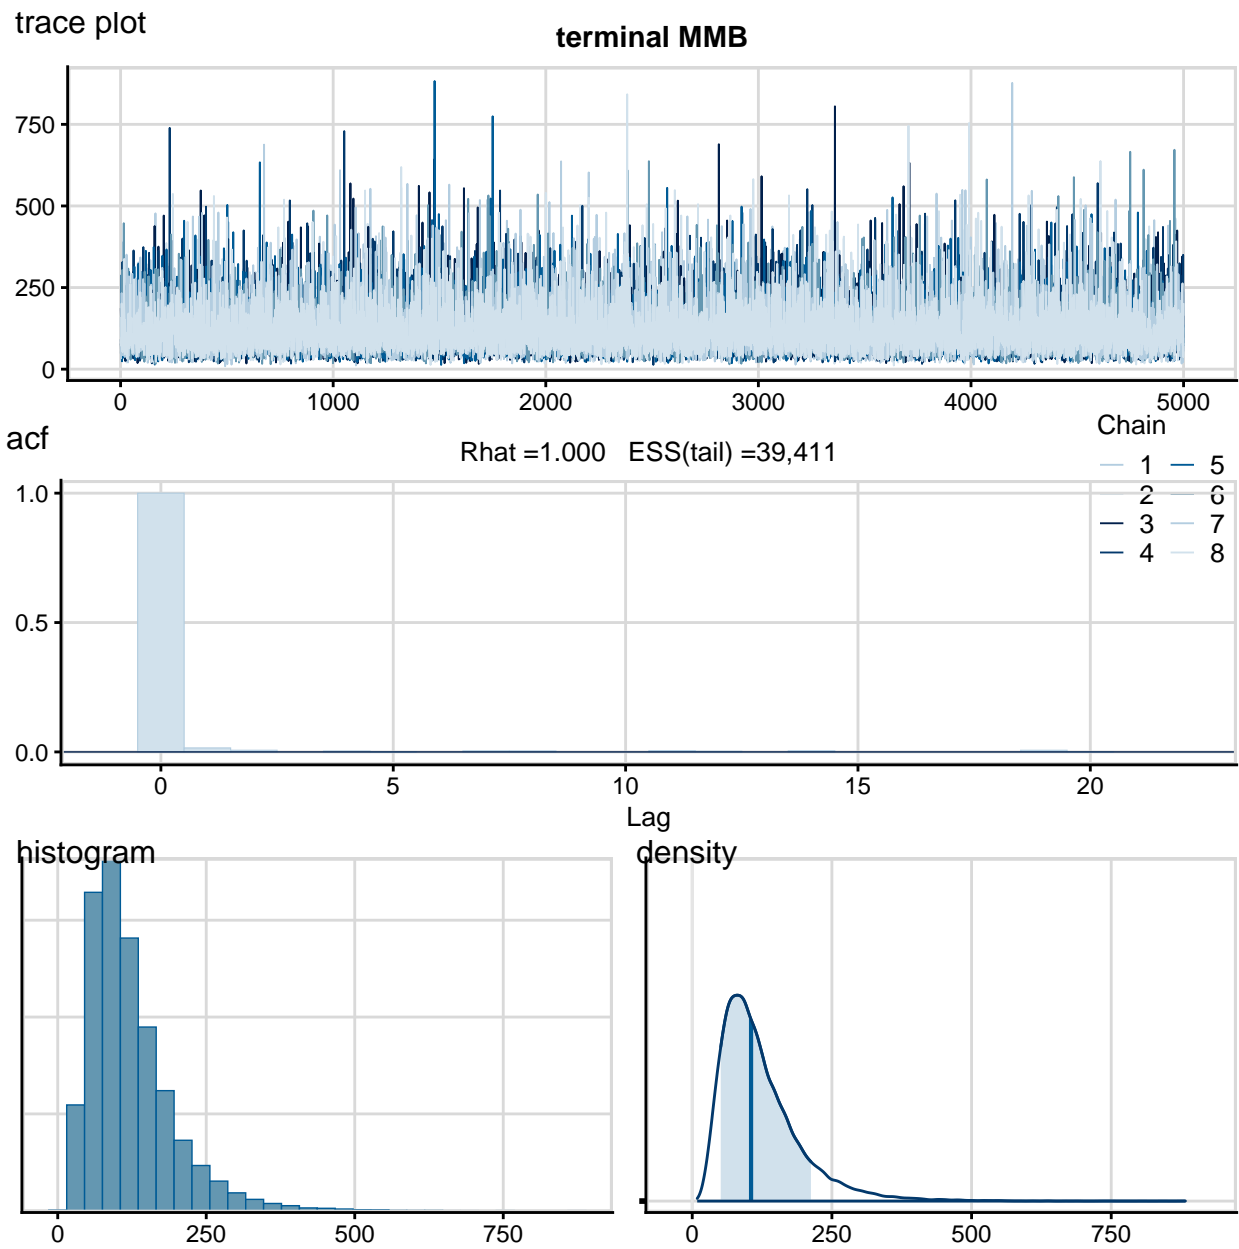 trace plot
terminal MMB
750
500
250
0
0 1000 2000 3000 4000 5000
acf
Rhat =1.000 ESS(tail) =39,411
Chain
1 5
2 6
3 7
4 8
1.0
0.5
0.0
0 5 10 15 20
Lag
histogram
density
0 250 500 750
0 250 500 750